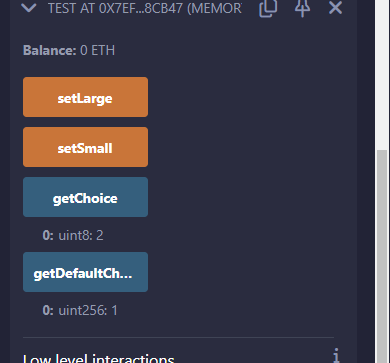 TEST AT 0X7EF...8CB47 (MEMOR
Balance: 0 ETH
setLarge
setSmall
getChoice
0: uint8: 2
getDefaultCh...
0: uint256: 1
Low level interactions
i